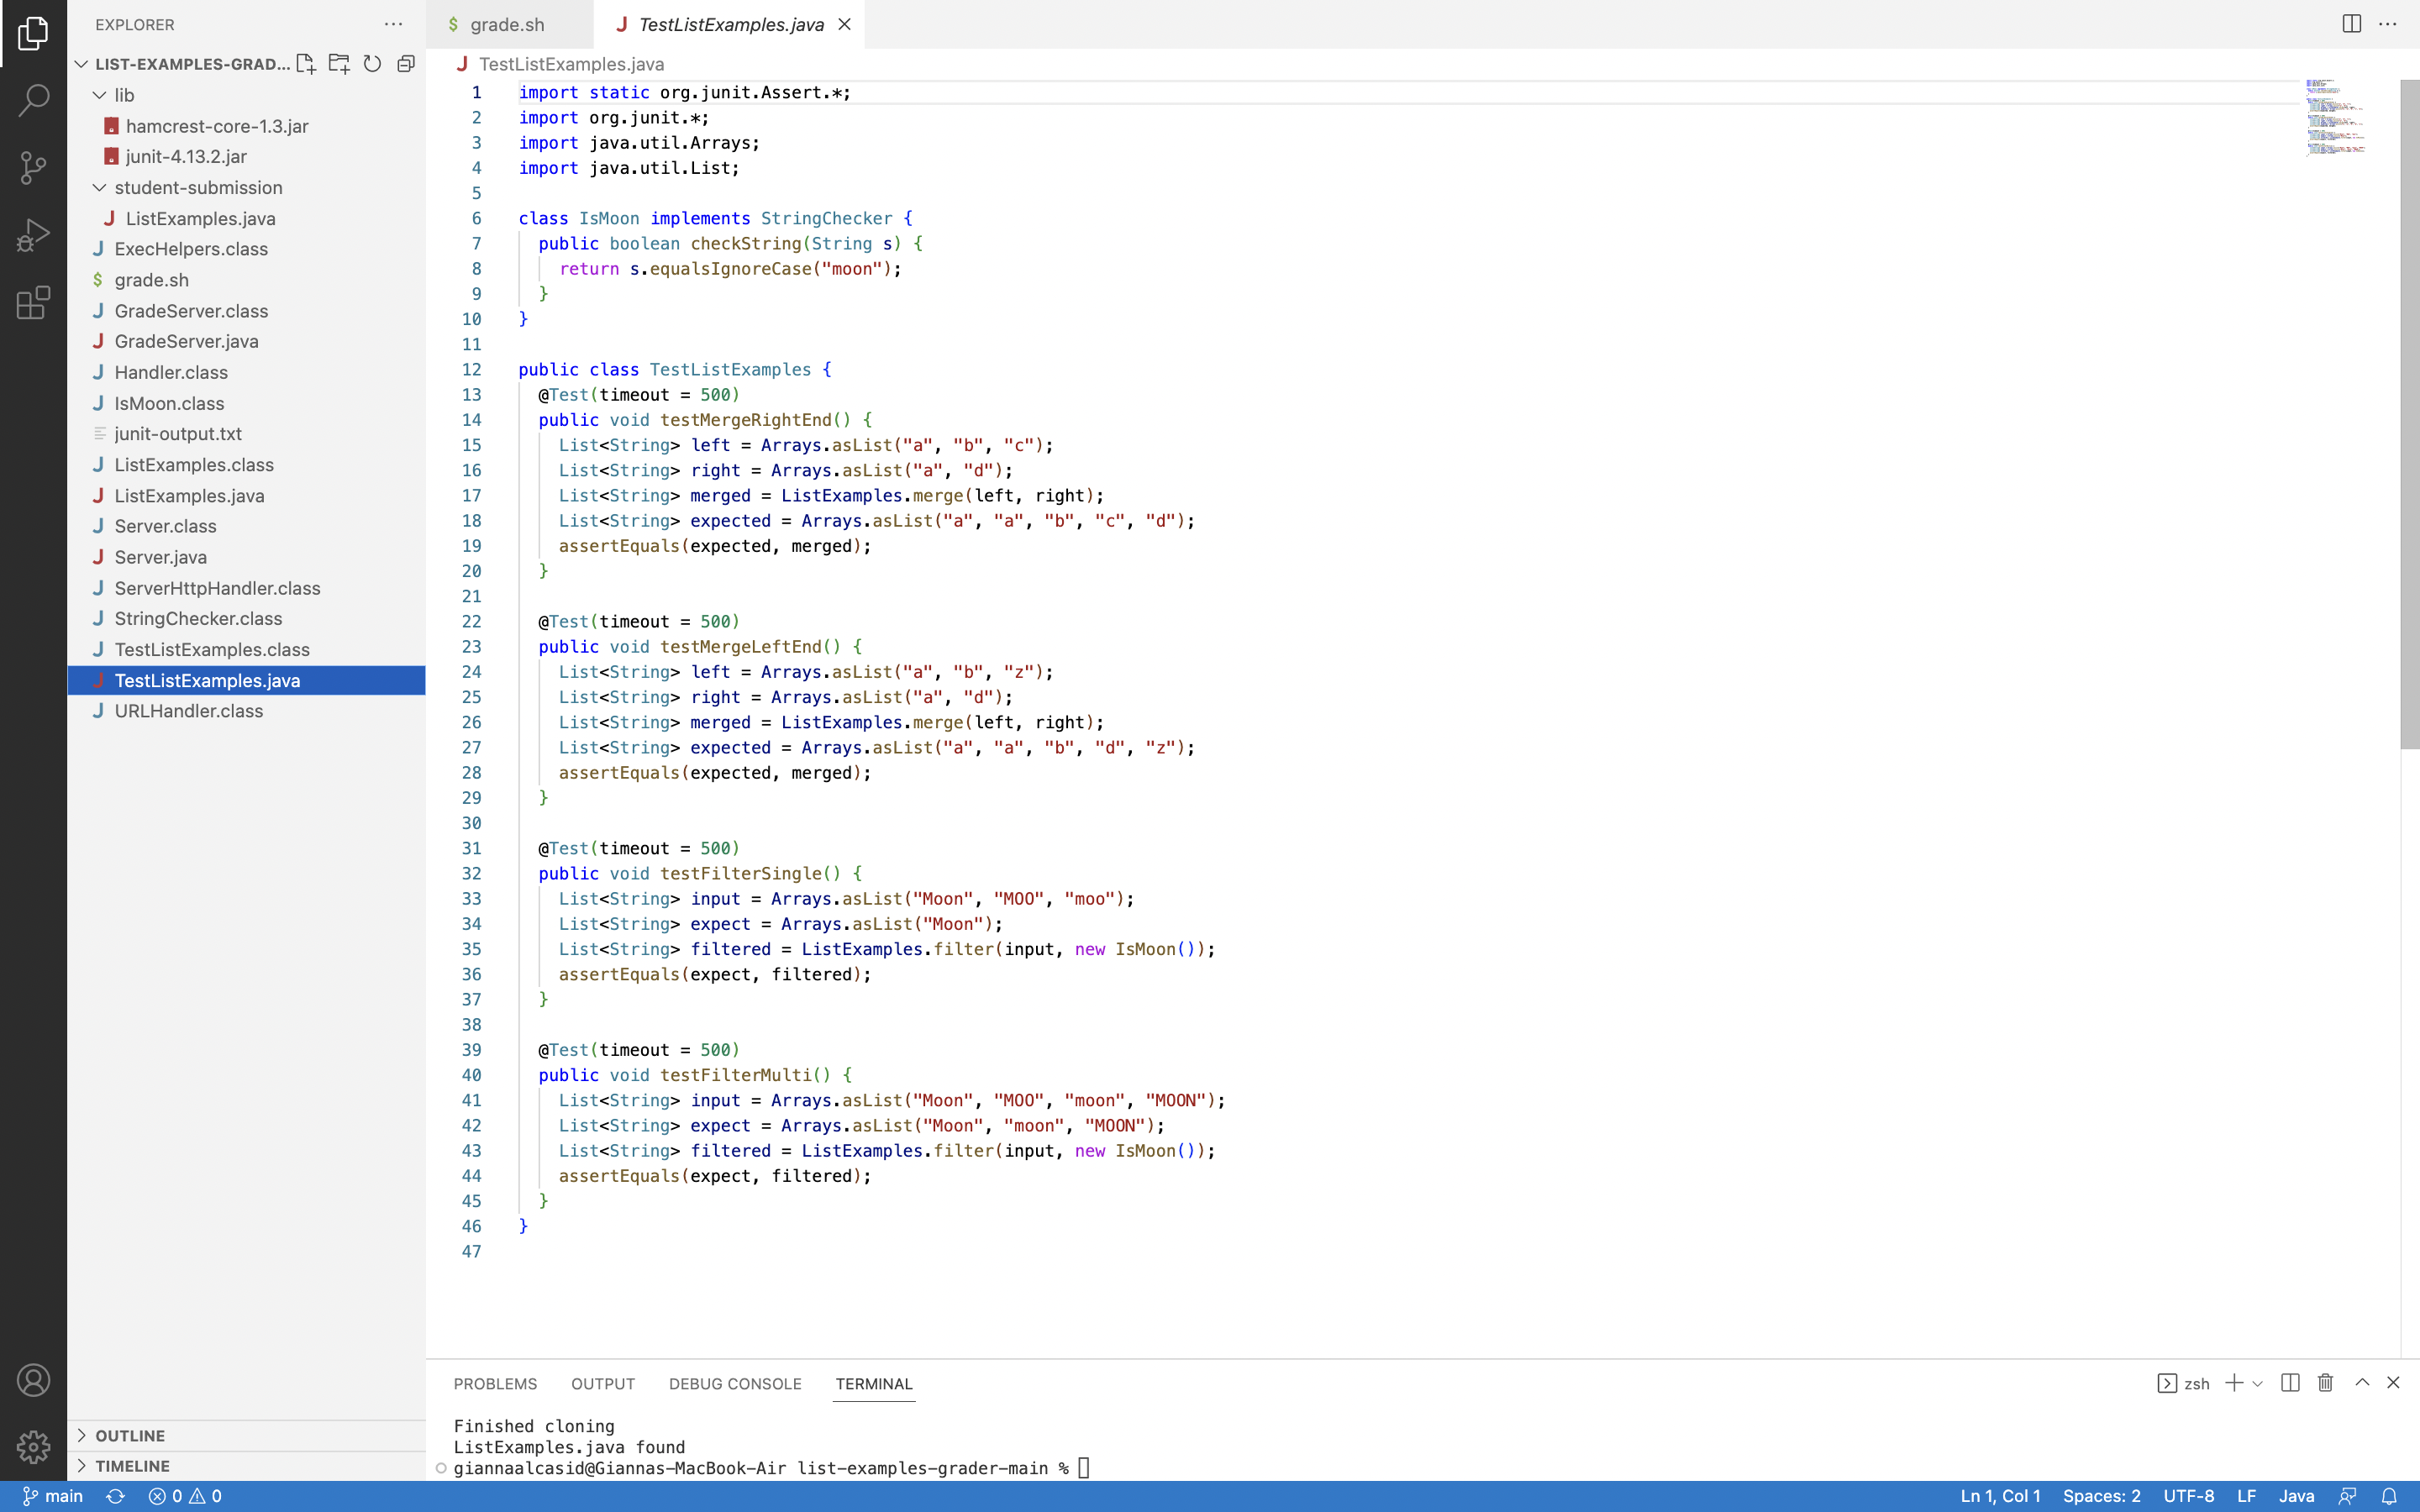 EXPLORER
LIST-EXAMPLES-GRAD...
lib
hamcrest-core-1.3.jar
junit-4.13.2.jar
student-submission
J ListExamples.java
J ExecHelpers.class
$ grade.sh
J GradeServer.class
J GradeServer.java
J Handler.class
J IsMoon.class
junit-output.txt
J ListExamples.class
J ListExamples.java
J Server.class
J Server.java
J ServerHttpHandler.class
J StringChecker.class
J TestListExamples.class
J TestListExamples.java
J URLHandler.class
OUTLINE
TIMELINE
$ grade.sh
J TestListExamples.java
J TestListExamples.java
1 import static org.junit.Assert.*;
2 import org.junit.*;
3 import java.util.Arrays;
4 import java.util.List;
5
6 class IsMoon implements StringChecker {
7 public boolean checkString(String s) {
8 return s.equalsIgnoreCase("moon");
9 }
10 }
11
12 public class TestListExamples {
13 @Test(timeout = 500)
14 public void testMergeRightEnd() {
15 List<String> left = Arrays.asList("a", "b", "c");
16 List<String> right = Arrays.asList("a", "d");
17 List<String> merged = ListExamples.merge(left, right);
18 List<String> expected = Arrays.asList("a", "a", "b", "c", "d");
19 assertEquals(expected, merged);
20 }
21
22 @Test(timeout = 500)
23 public void testMergeLeftEnd() {
24 List<String> left = Arrays.asList("a", "b", "z");
25 List<String> right = Arrays.asList("a", "d");
26 List<String> merged = ListExamples.merge(left, right);
27 List<String> expected = Arrays.asList("a", "a", "b", "d", "z");
28 assertEquals(expected, merged);
29 }
30
31 @Test(timeout = 500)
32 public void testFilterSingle() {
33 List<String> input = Arrays.asList("Moon", "MOO", "moo");
34 List<String> expect = Arrays.asList("Moon");
35 List<String> filtered = ListExamples.filter(input, new IsMoon());
36 assertEquals(expect, filtered);
37 }
38
39 @Test(timeout = 500)
40 public void testFilterMulti() {
41 List<String> input = Arrays.asList("Moon", "MOO", "moon", "MOON");
42 List<String> expect = Arrays.asList("Moon", "moon", "MOON");
43 List<String> filtered = ListExamples.filter(input, new IsMoon());
44 assertEquals(expect, filtered);
45 }
46 }
47
PROBLEMS OUTPUT DEBUG CONSOLE TERMINAL
zsh
Finished cloning
ListExamples.java found
giannaalcasid@Giannas-MacBook-Air list-examples-grader-main %
main 0 0
Ln 1, Col 1 Spaces: 2 UTF-8 LF Java